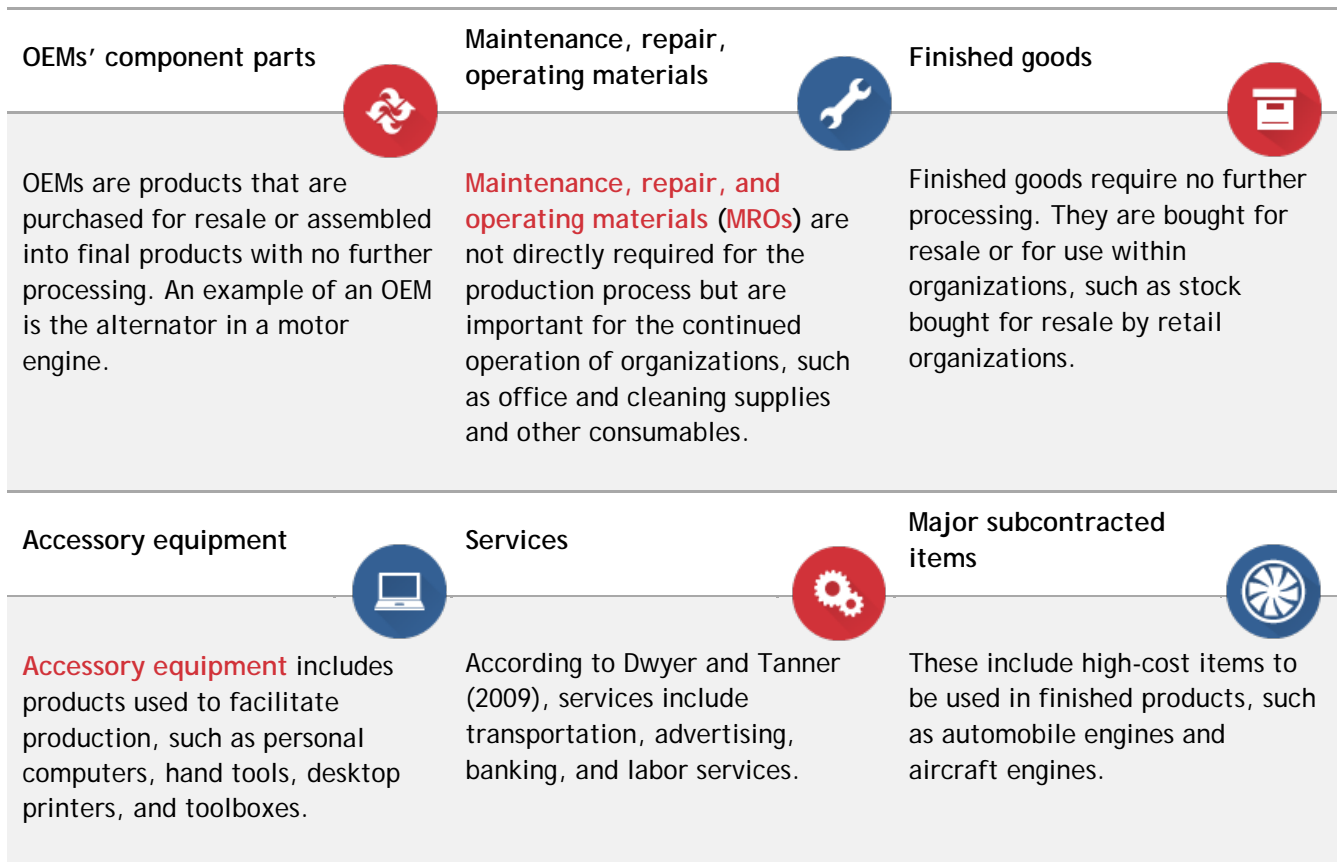 OEMs' component parts
Maintenance, repair,
operating materials
Finished goods
OEMs are products that are
purchased for resale or assembled
into final products with no further
processing. An example of an OEM
is the alternator in a motor
engine.
Maintenance, repair, and
operating materials (MROs) are
not directly required for the
production process but are
important for the continued
operation of organizations, such
as office and cleaning supplies
and other consumables.
Finished goods require no further
processing. They are bought for
resale or for use within
organizations, such as stock
bought for resale by retail
organizations.
Accessory equipment
Services
Major subcontracted
items
Accessory equipment includes
products used to facilitate
production, such as personal
computers, hand tools, desktop
printers, and toolboxes.
According to Dwyer and Tanner
(2009), services include
transportation, advertising,
banking, and labor services.
These include high-cost items to
be used in finished products, such
as automobile engines and
aircraft engines.